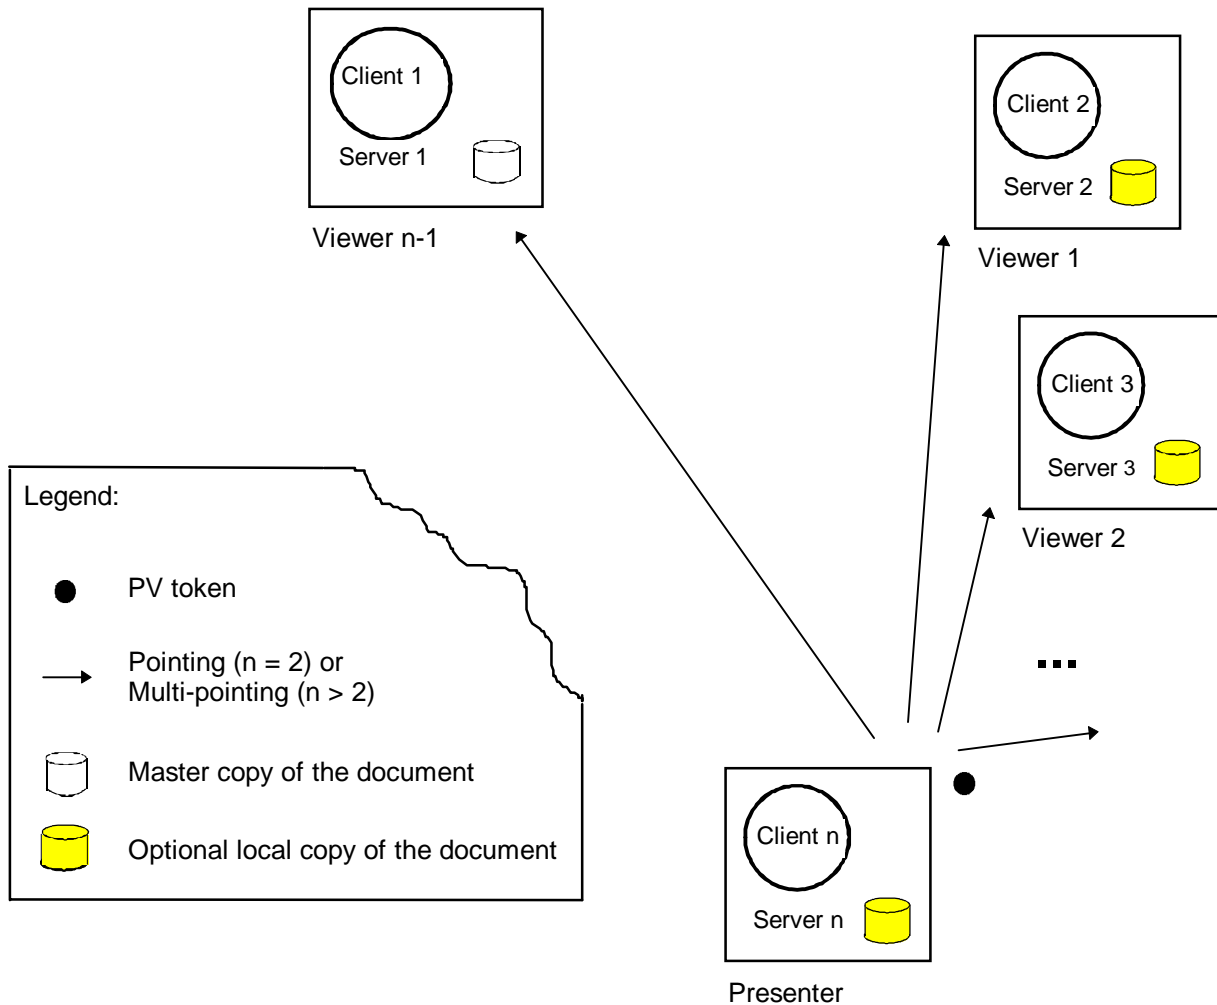 Client 1
Server 1
Viewer n-1
Client 2
Server 2
Viewer 1
Client 3
Server 3
Viewer 2
...
Legend:
PV token
Pointing (n = 2) or
Multi-pointing (n > 2)
Master copy of the document
Optional local copy of the document
Client n
Server n
Presenter